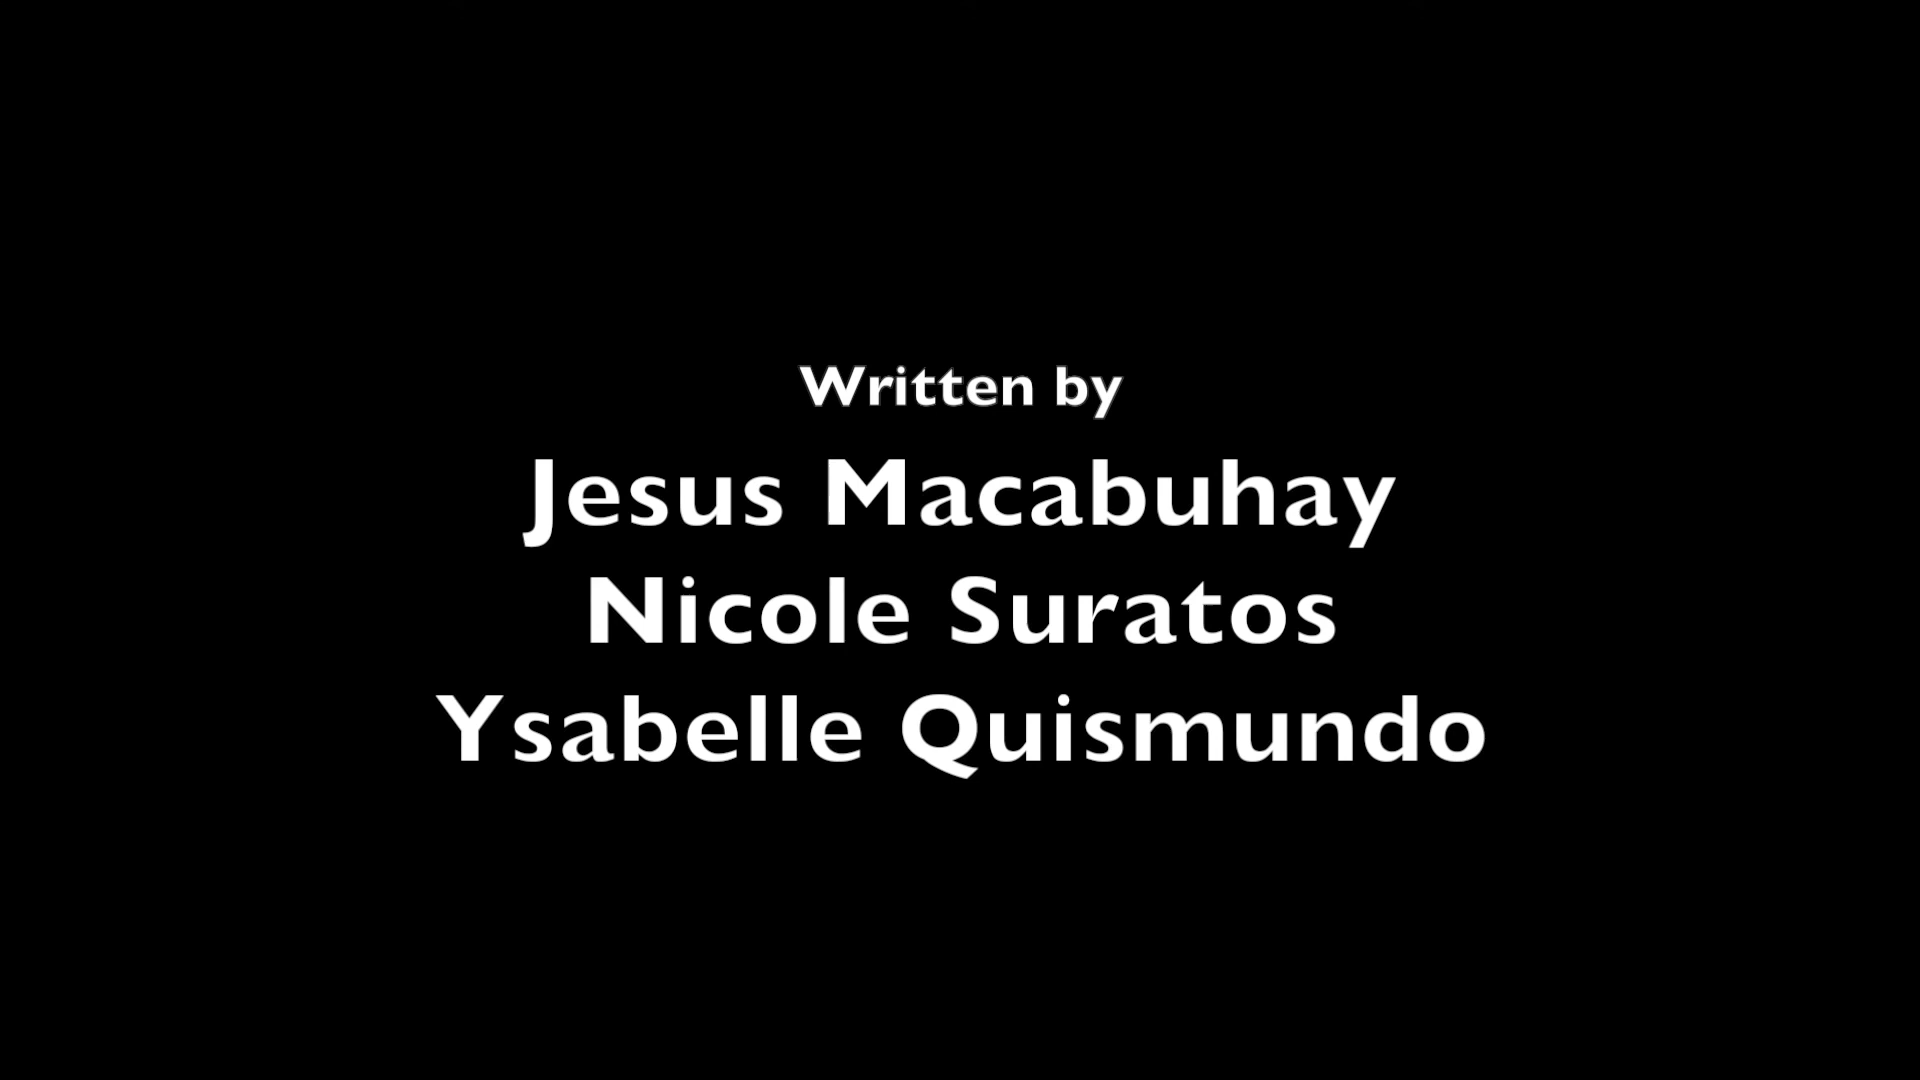 Written by
Jesus Macabuhay
Nicole Suratos
Ysabelle Quismundo